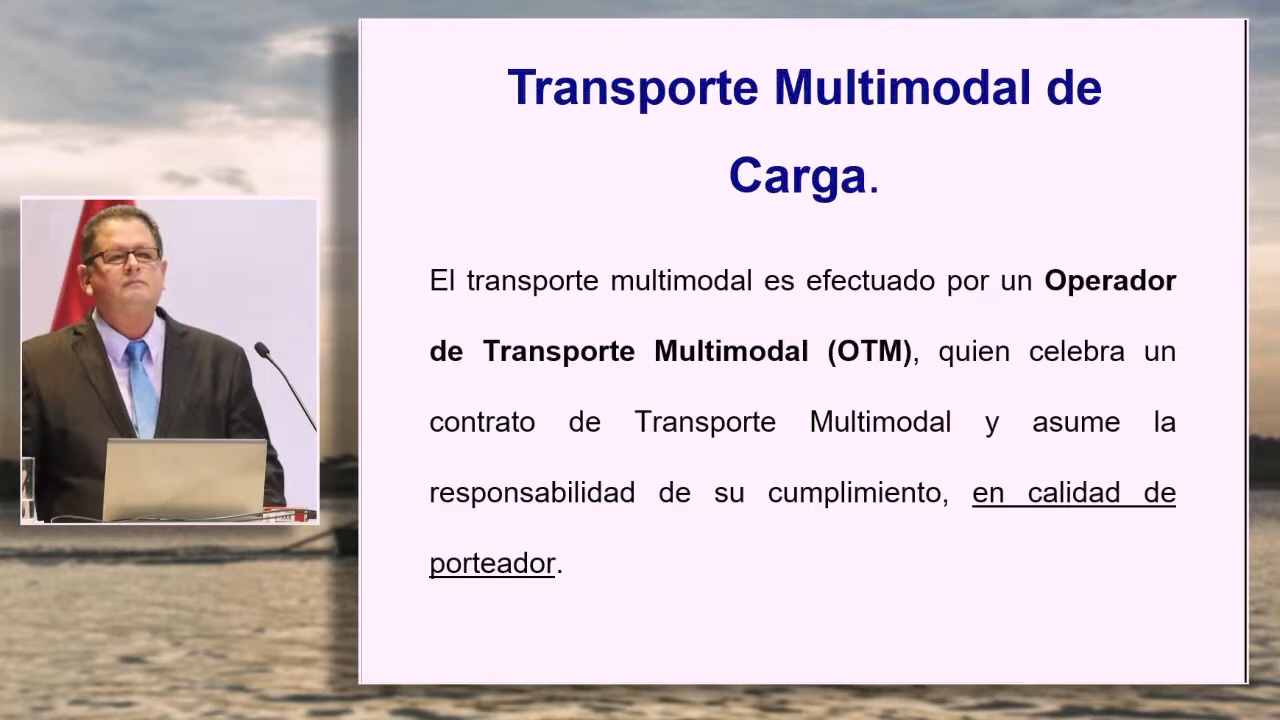 Transporte Multimodal de
Carga.
El transporte multimodal es efectuado por un Operador
de Transporte Multimodal (OTM), quien celebra un
contrato de Transporte Multimodal y asume la
responsabilidad de su cumplimiento, en calidad de
porteador.